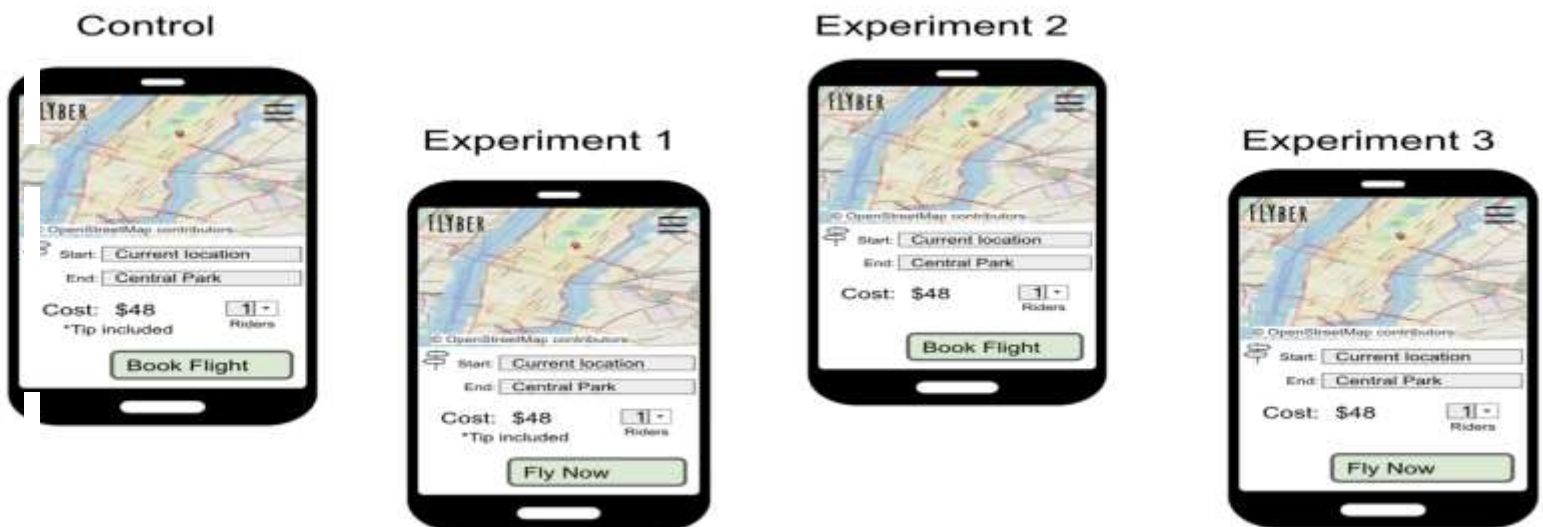 Control
LYBER
© OpenStreetMap contributors
Start: Current location
End: Central Park
Cost: $48 1
*Tip included Riders
Book Flight
Experiment 1
FLYBER
© OpenStreetMap contributors
Start: Current location
End: Central Park
Cost: $48 1
*Tip included Riders
Fly Now
Experiment 2
FLYBER
© OpenStreetMap contributors
Start: Current location
End: Central Park
Cost: $48 1
Riders
Book Flight
Experiment 3
FLYBER
© OpenStreetMap contributors
Start: Current location
End: Central Park
Cost: $48 1
Riders
Fly Now